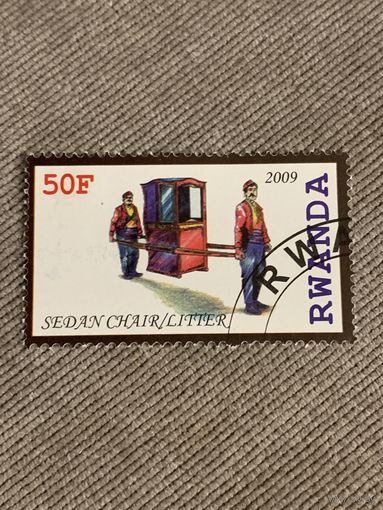 50F
2009
RWANDA
SEDAN CHAIR/LITTER
RWA